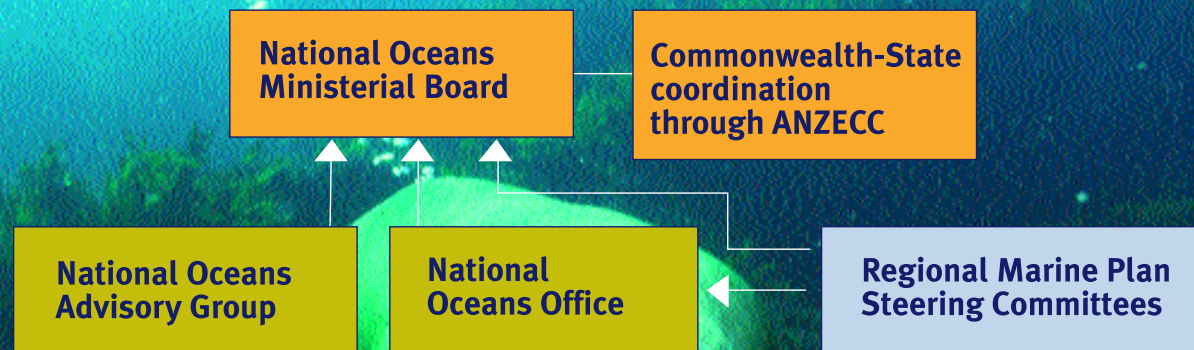 National Oceans
Ministerial Board
Commonwealth-State
coordination
through ANZECC
National Oceans
Advisory Group
National
Oceans Office
Regional Marine Plan
Steering Committees